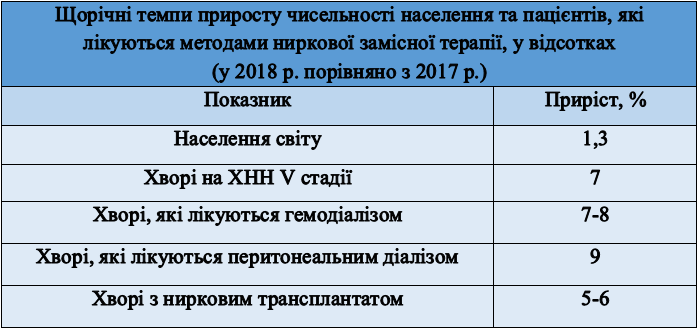 Щорічні темпи приросту чисельності населення та пацієнтів, які
лікуються методами ниркової замісної терапії, у відсотках
(у 2018 р. порівняно з 2017 р.)
Показник Приріст, %
Населення світу 1,3
Хворі на ХНН V стадії 7
Хворі, які лікуються гемодіалізом 7-8
Хворі, які лікуються перитонеальним діалізом 9
Хворі з нирковим трансплантатом 5-6